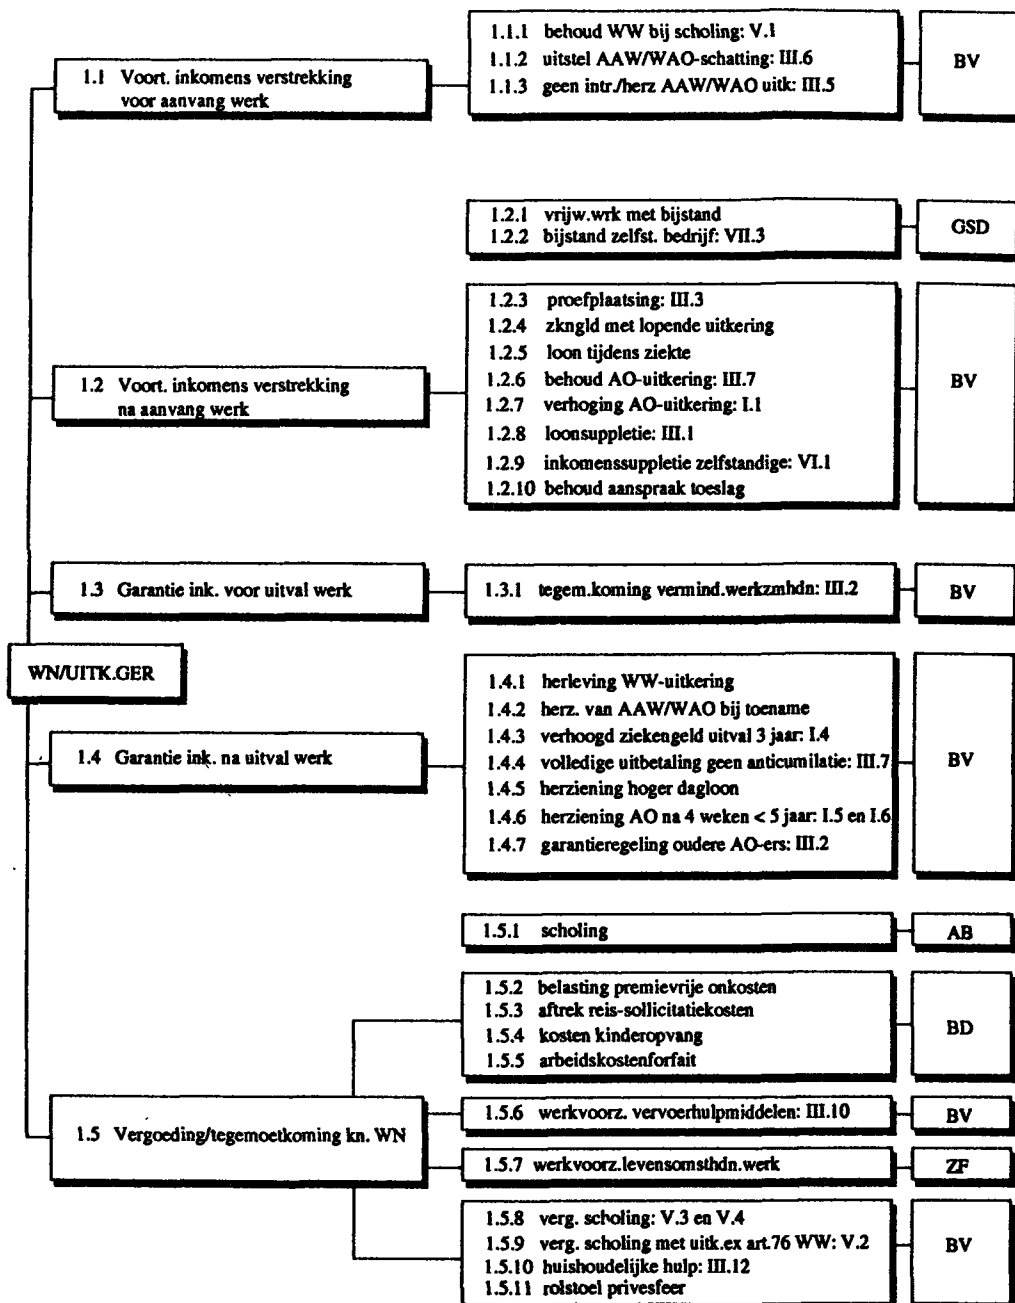 1.1 Voort. inkomens verstrekking
voor aanvang werk
1.1.1 behoud WW bij scholing: V.1
1.1.2 uitstel AAW/WAO-schatting: III.6
1.1.3 geen intr./herz AAW/WAO uitk: III.5
BV
1.2.1 vrijw.wrk met bijstand
1.2.2 bijstand zelfst. bedrijf: VII.3
GSD
1.2 Voort. inkomens verstrekking
na aanvang werk
1.2.3 proefplaatsing: III.3
1.2.4 zkngld met lopende uitkering
1.2.5 loon tijdens ziekte
1.2.6 behoud AO-uitkering: III.7
1.2.7 verhoging AO-uitkering: I.1
1.2.8 loonsuppletie: III.1
1.2.9 inkomenssuppletie zelfstandige: VI.1
1.2.10 behoud aanspraak toeslag
BV
1.3 Garantie ink. voor uitval werk
1.3.1 tegem.koming vermind.werkzmhdn: III.2
BV
WN/UITK.GER
1.4 Garantie ink. na uitval werk
1.4.1 herleving WW-uitkering
1.4.2 herz. van AAW/WAO bij toename
1.4.3 verhoogd ziekengeld uitval 3 jaar: I.4
1.4.4 volledige uitbetaling geen anticumilatie: III.7
1.4.5 herziening hoger dagloon
1.4.6 herziening AO na 4 weken < 5 jaar: I.5 en I.6
1.4.7 garantieregeling oudere AO-ers: III.2
BV
1.5.1 scholing
AB
1.5.2 belasting premievrije onkosten
1.5.3 aftrek reis-sollicitatiekosten
1.5.4 kosten kinderopvang
1.5.5 arbeidskostenforfait
BD
1.5 Vergoeding/tegemoetkoming kn. WN
1.5.6 werkvoorz. vervoerhulpmiddelen: III.10
BV
1.5.7 werkvoorz.levensomsthdn.werk
ZF
1.5.8 verg. scholing: V.3 en V.4
1.5.9 verg. scholing met uitk.ex art.76 WW: V.2
1.5.10 huishoudelijke hulp: III.12
1.5.11 rolstoel privesfeer
BV